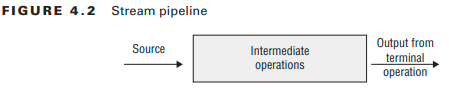 FIGURE 4.2 Stream pipeline
Source
Intermediate
operations
Output from
terminal
operation